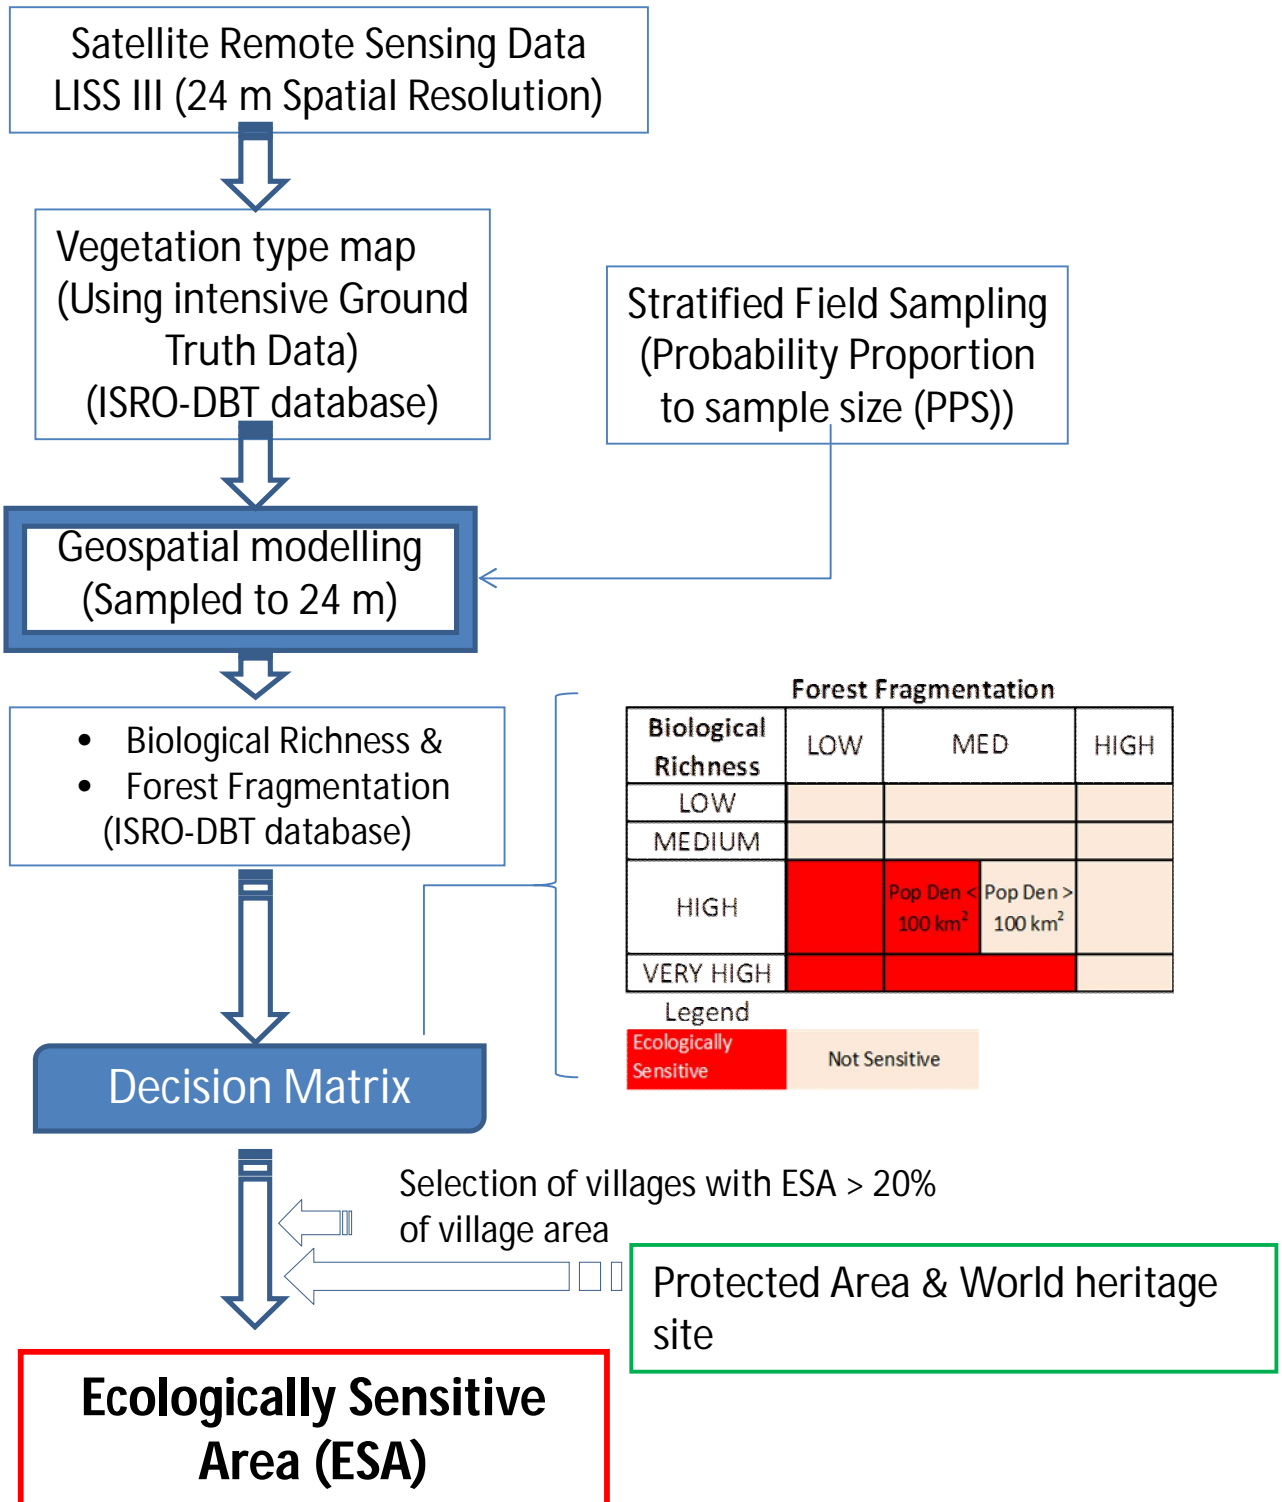 Satellite Remote Sensing Data
LISS III (24 m Spatial Resolution)
Vegetation type map
(Using intensive Ground
Truth Data)
(ISRO-DBT database)
Stratified Field Sampling
(Probability Proportion
to sample size (PPS))
Geospatial modelling
(Sampled to 24 m)
• Biological Richness &
• Forest Fragmentation
(ISRO-DBT database)
Forest Fragmentation
Biological
Richness
LOW
MED
HIGH
LOW
MEDIUM
HIGH
Pop Den <
100 km²
Pop Den >
100 km²
VERY HIGH
Legend
Ecologically
Sensitive
Not Sensitive
Decision Matrix
Selection of villages with ESA > 20%
of village area
Protected Area & World heritage
site
Ecologically Sensitive
Area (ESA)